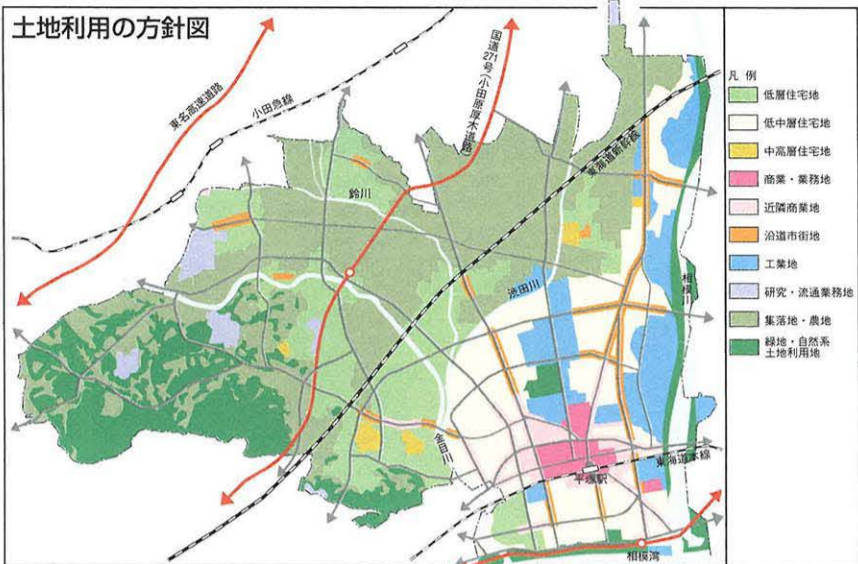 土地利用の方針図
東名高速道路
小田急線
国道271号(小田原厚木道路)
東海道新幹線
鈴川
渋田川
相模川
金目川
東海道本線
平塚駅
相模湾
凡 例
低層住宅地
低中層住宅地
中高層住宅地
商業・業務地
近隣商業地
沿道市街地
工業地
研究・流通業務地
集落地・農地
緑地・自然系
土地利用地